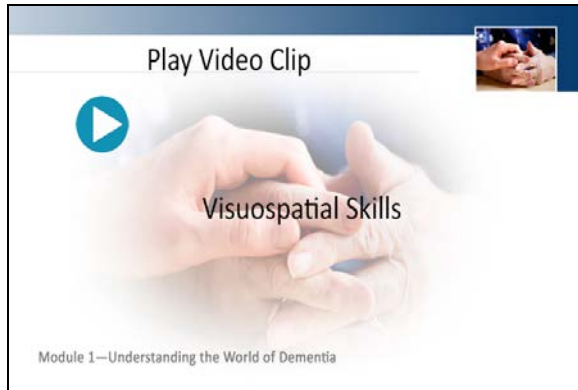 Play Video Clip
Visuospatial Skills
Module 1—Understanding the World of Dementia